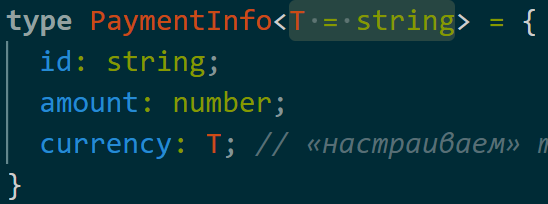 type PaymentInfo<T = string> = {
id: string;
amount: number;
currency: T; // «настраиваем»
}